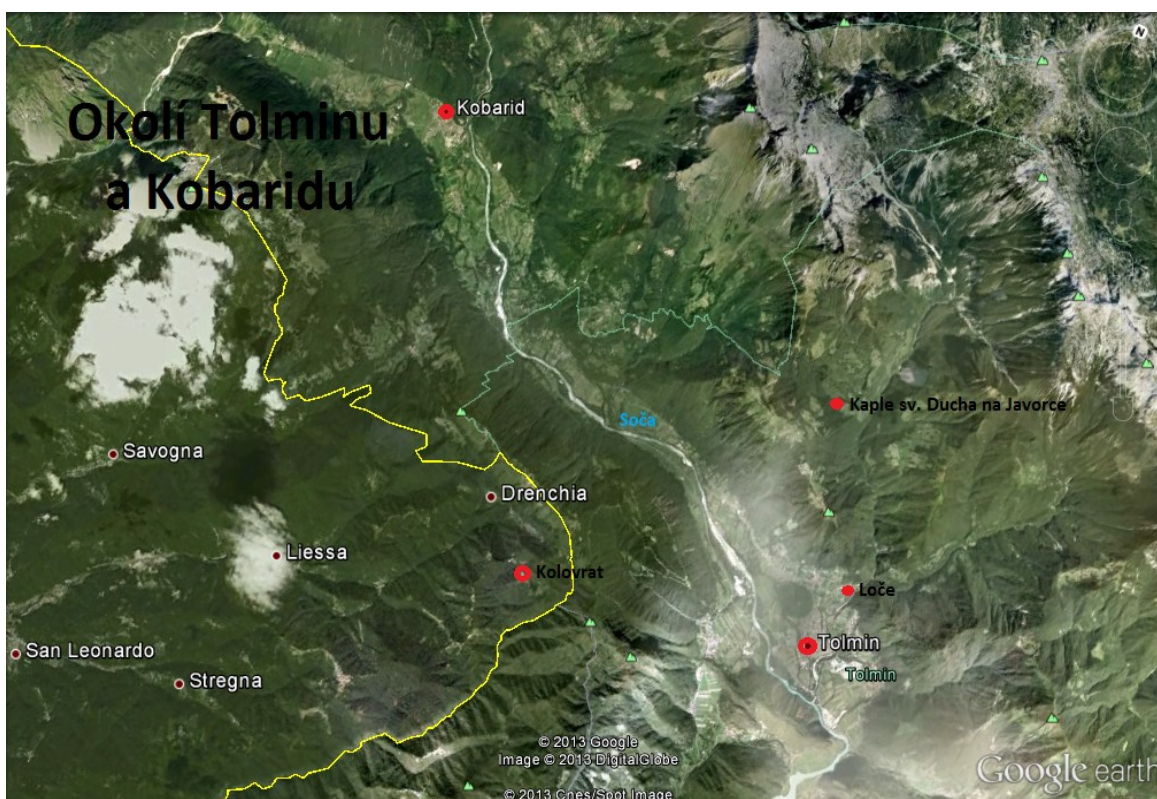 N
Okolí Tolminu
a Kobaridu
Kobarid
Kaple sv. Ducha na Javorce
Soča
Savogna
Drenchia
Liessa
Kolovrat
Loče
San Leonardo
Tolmin
Tolmin
Stregna
© 2013 Google
Image © 2013 DigitalGlobe
© 2013 Cnes/Spot Image
Google earth